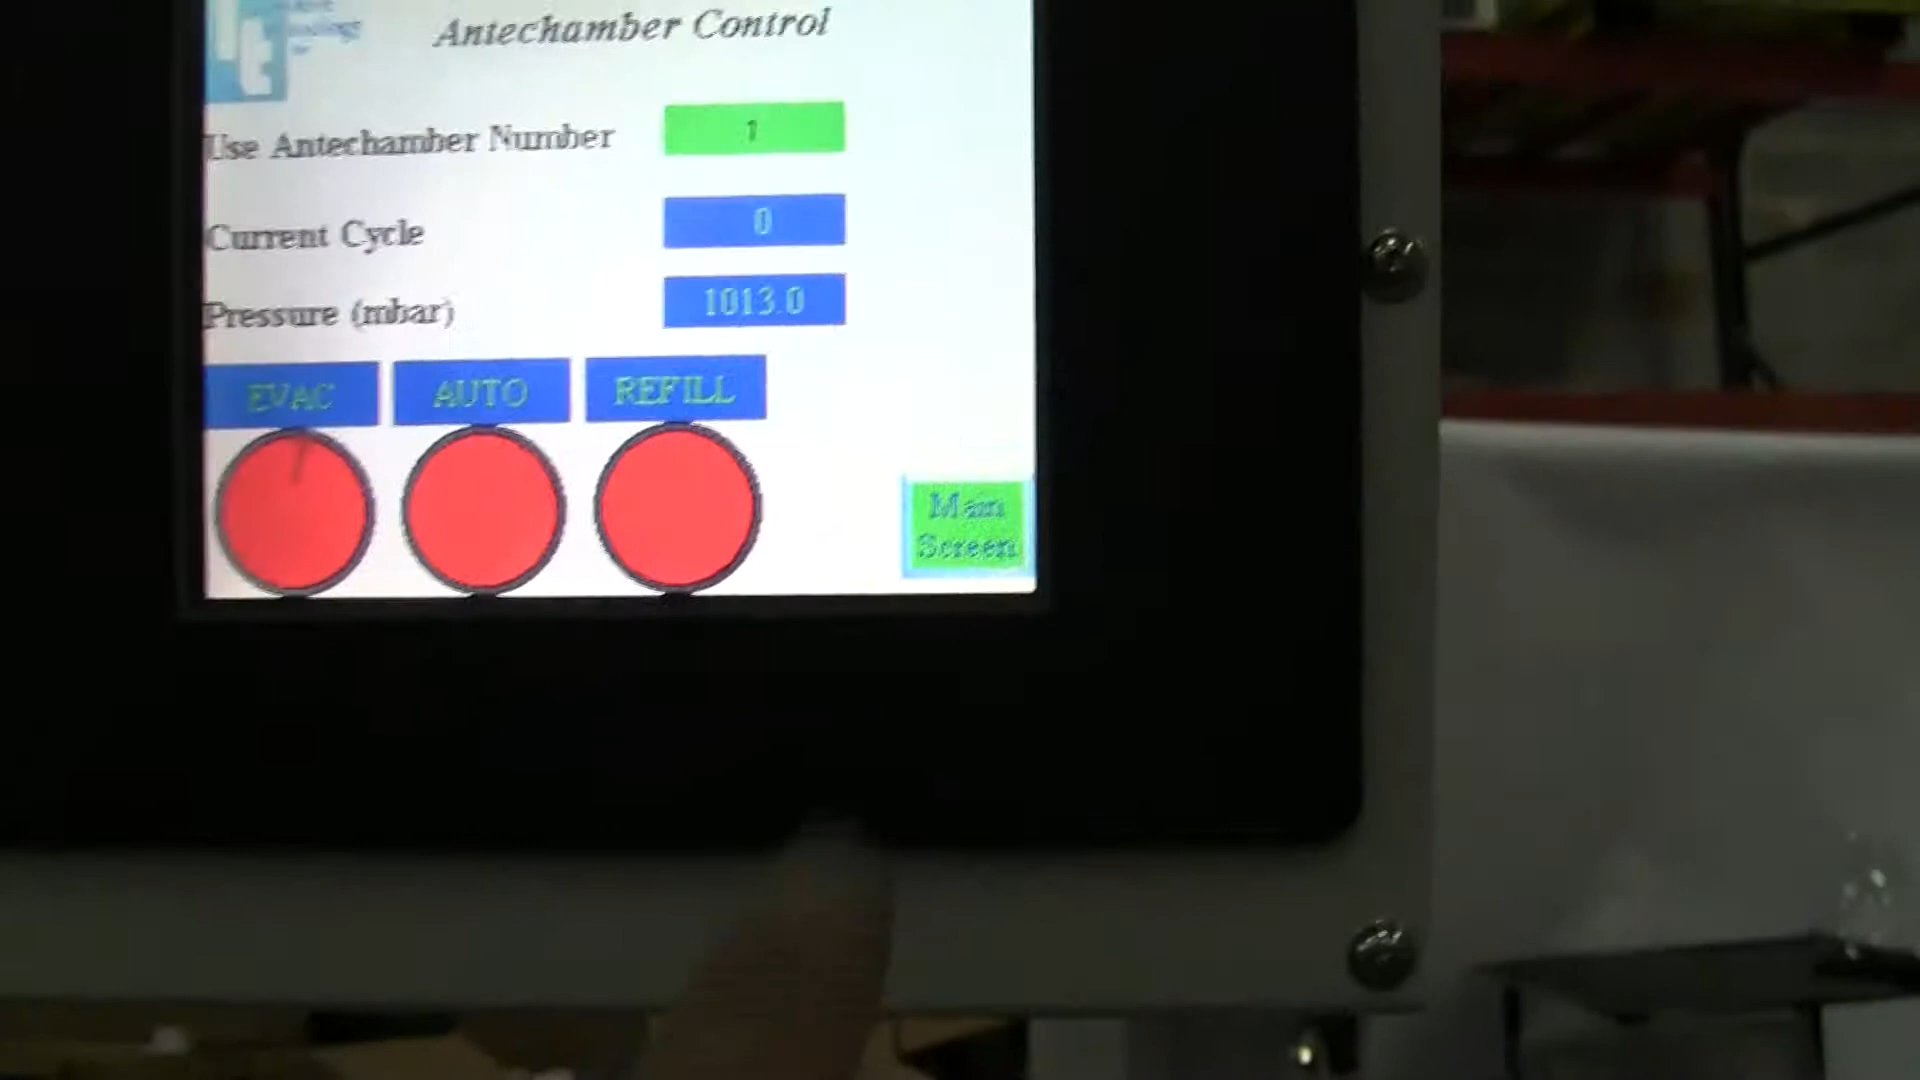 Antechamber Control
Use Antechamber Number 1
Current Cycle 0
Pressure (mbar) 1013.0
EVAC AUTO REFILL
Main
Screen